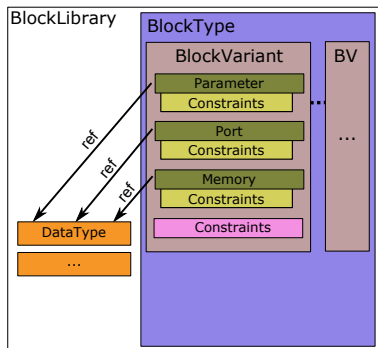 BlockLibrary
BlockType
BlockVariant
BV
Parameter
Constraints
...
ref
Port
Constraints
...
ref
Memory
Constraints
ref
DataType
Constraints
...